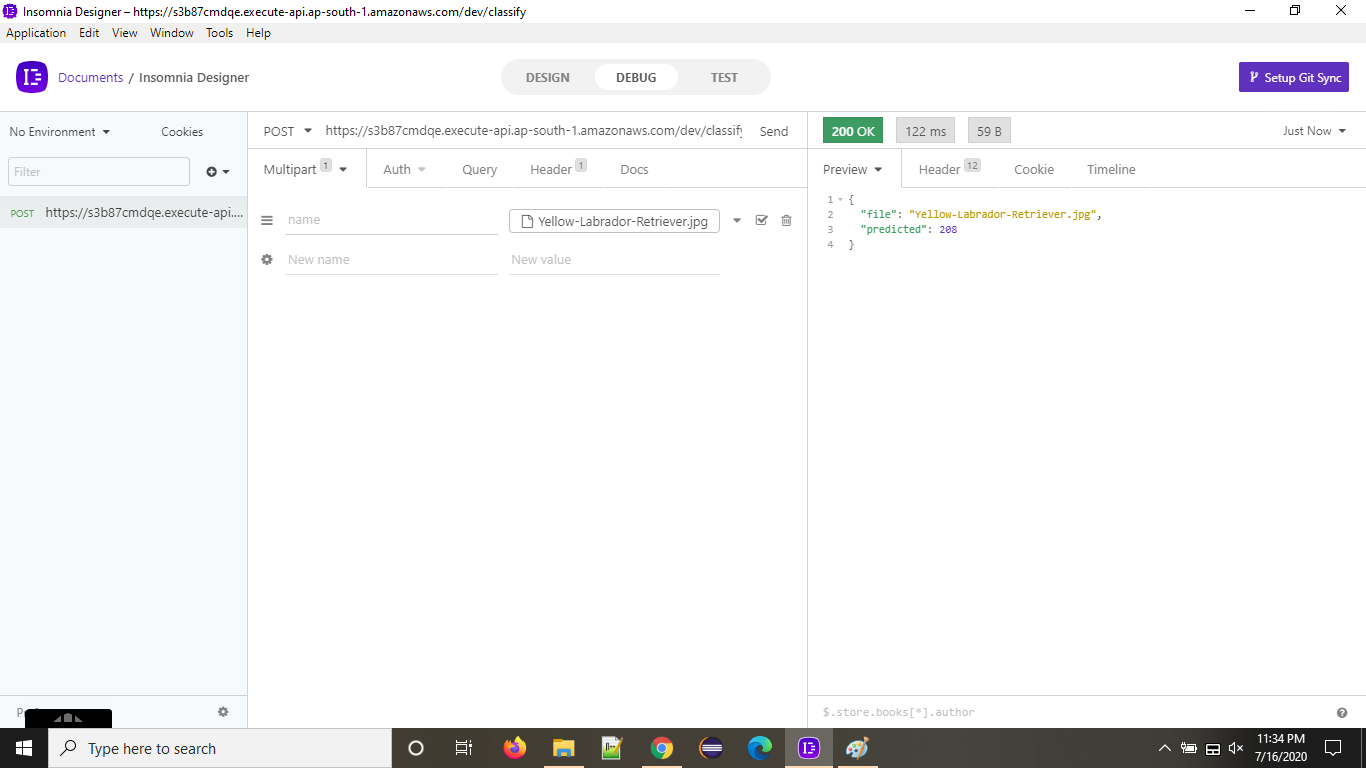 Insomnia Designer – https://s3b87cmdqe.execute-api.ap-south-1.amazonaws.com/dev/classify
Application Edit View Window Tools Help
Documents / Insomnia Designer
DESIGN DEBUG TEST
Setup Git Sync
No Environment Cookies
Filter
POST https://s3b87cmdqe.execute-api....
POST https://s3b87cmdqe.execute-api.ap-south-1.amazonaws.com/dev/classify Send
Multipart 1 Auth Query Header 1 Docs
name Yellow-Labrador-Retriever.jpg
New name New value
200 OK 122 ms 59 B Just Now
Preview Header 12 Cookie Timeline
1 {
2 "file": "Yellow-Labrador-Retriever.jpg",
3 "predicted": 208
4 }
$.store.books[*].author
Type here to search
11:34 PM
7/16/2020